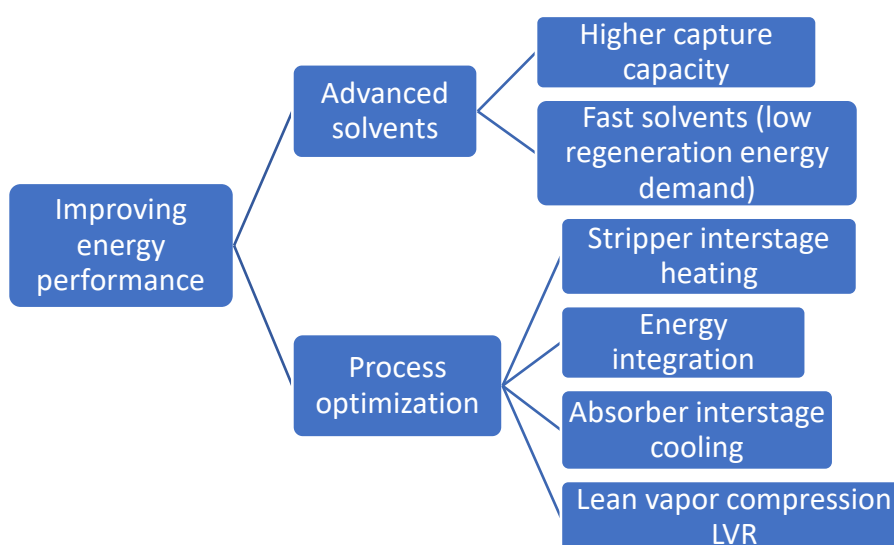 Improving
energy
performance
Advanced
solvents
Higher capture
capacity
Fast solvents (low
regeneration energy
demand)
Process
optimization
Stripper interstage
heating
Energy
integration
Absorber interstage
cooling
Lean vapor compression
LVR